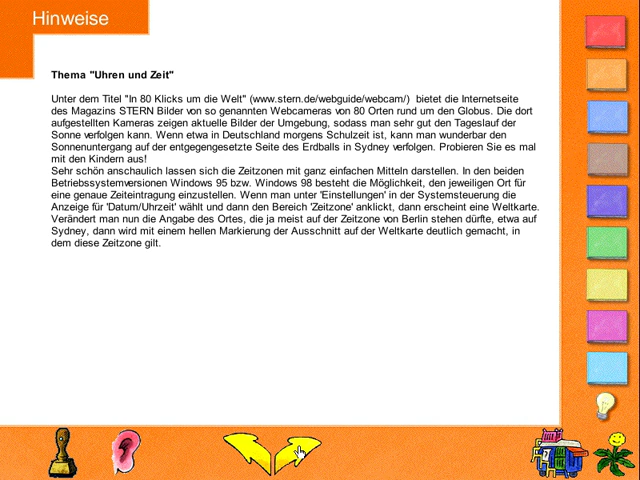 Hinweise
Thema "Uhren und Zeit"
Unter dem Titel "In 80 Klicks um die Welt" (www.stern.de/webguide/webcam/) bietet die Internetseite
des Magazins STERN Bilder von so genannten Webcameras von 80 Orten rund um den Globus. Die dort
aufgestellten Kameras zeigen aktuelle Bilder der Umgebung, sodass man sehr gut den Tageslauf der
Sonne verfolgen kann. Wenn etwa in Deutschland morgens Schulzeit ist, kann man wunderbar den
Sonnenuntergang auf der entgegengesetzte Seite des Erdballs in Sydney verfolgen. Probieren Sie es mal
mit den Kindern aus!
Sehr schön anschaulich lassen sich die Zeitzonen mit ganz einfachen Mitteln darstellen. In den beiden
Betriebssystemversionen Windows 95 bzw. Windows 98 besteht die Möglichkeit, den jeweiligen Ort für
eine genaue Zeiteintragung einzustellen. Wenn man unter 'Einstellungen' in der Systemsteuerung die
Anzeige für 'Datum/Uhrzeit' wählt und dann den Bereich 'Zeitzone' anklickt, dann erscheint eine Weltkarte.
Verändert man nun die Angabe des Ortes, die ja meist auf der Zeitzone von Berlin stehen dürfte, etwa auf
Sydney, dann wird mit einem hellen Markierung der Ausschnitt auf der Weltkarte deutlich gemacht, in
dem diese Zeitzone gilt.